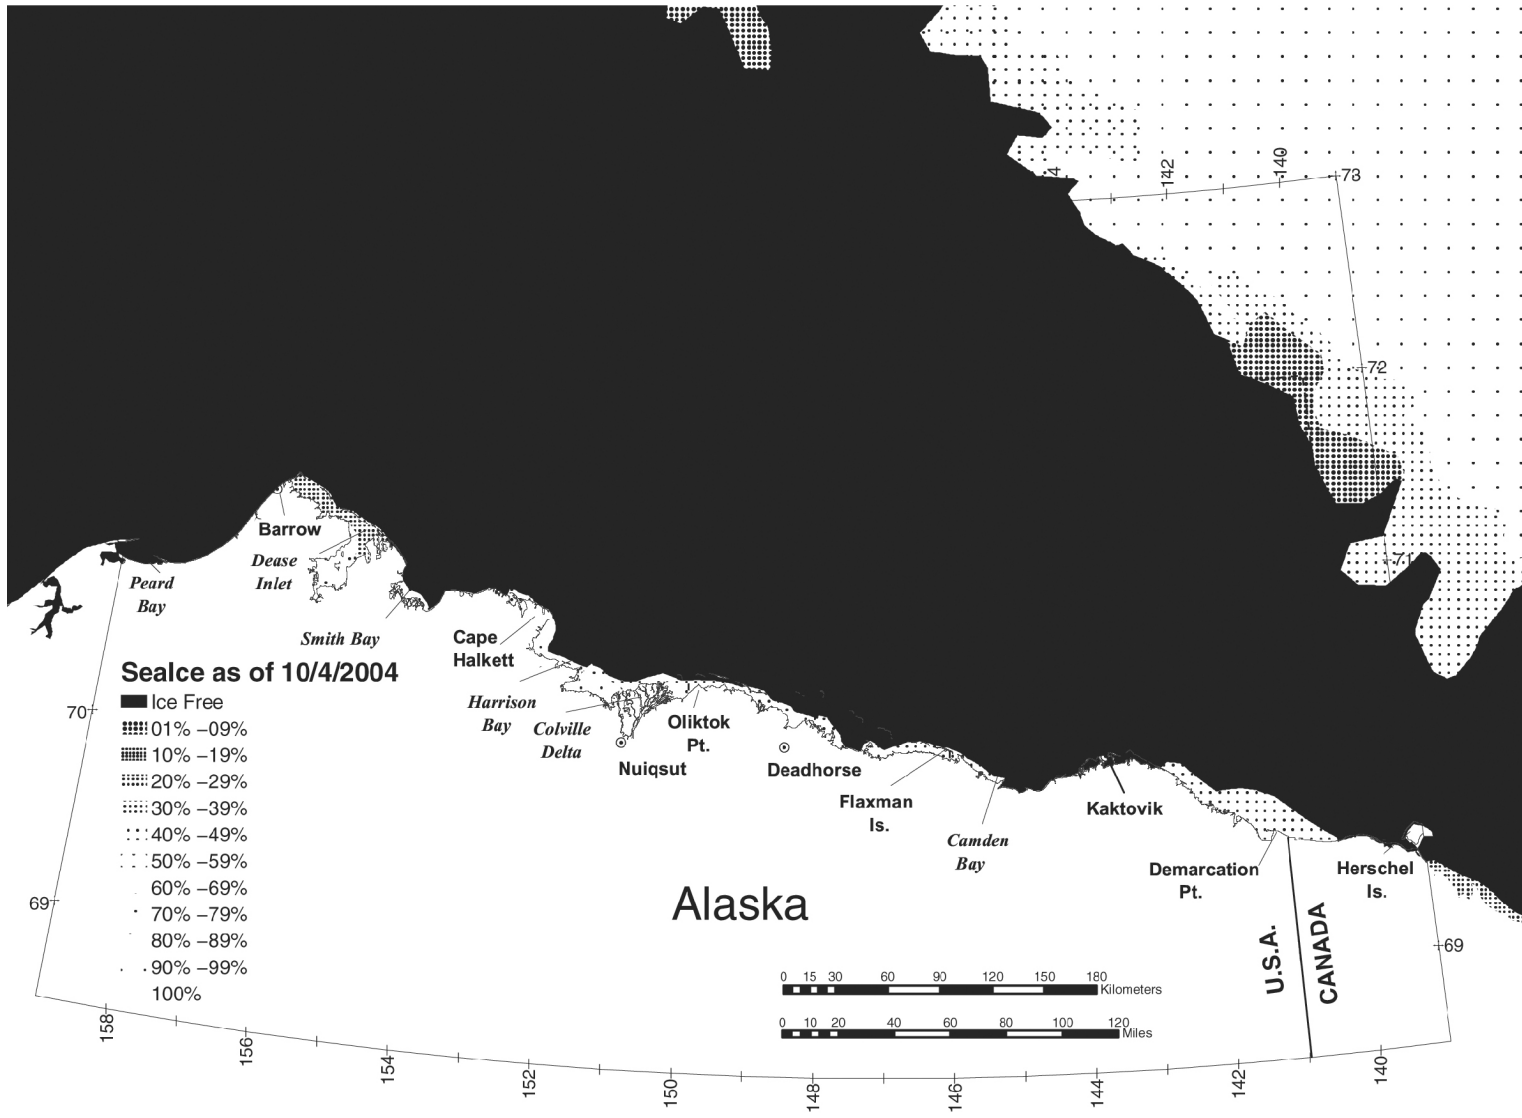 4
142
140
73
72
71
Barrow
Dease
Inlet
Peard
Bay
Smith Bay
Cape
Halkett
SeaIce as of 10/4/2004
Ice Free
01% –09%
10% –19%
20% –29%
30% –39%
40% –49%
50% –59%
60% –69%
70% –79%
80% –89%
90% –99%
100%
70
69
Harrison
Bay
Colville
Delta
Nuiqsut
Oliktok
Pt.
Deadhorse
Flaxman
Is.
Camden
Bay
Kaktovik
Demarcation
Pt.
Herschel
Is.
Alaska
U.S.A.
CANADA
69
0 15 30 60 90 120 150 180
Kilometers
0 10 20 40 60 80 100 120
Miles
158
156
154
152
150
148
146
144
142
140